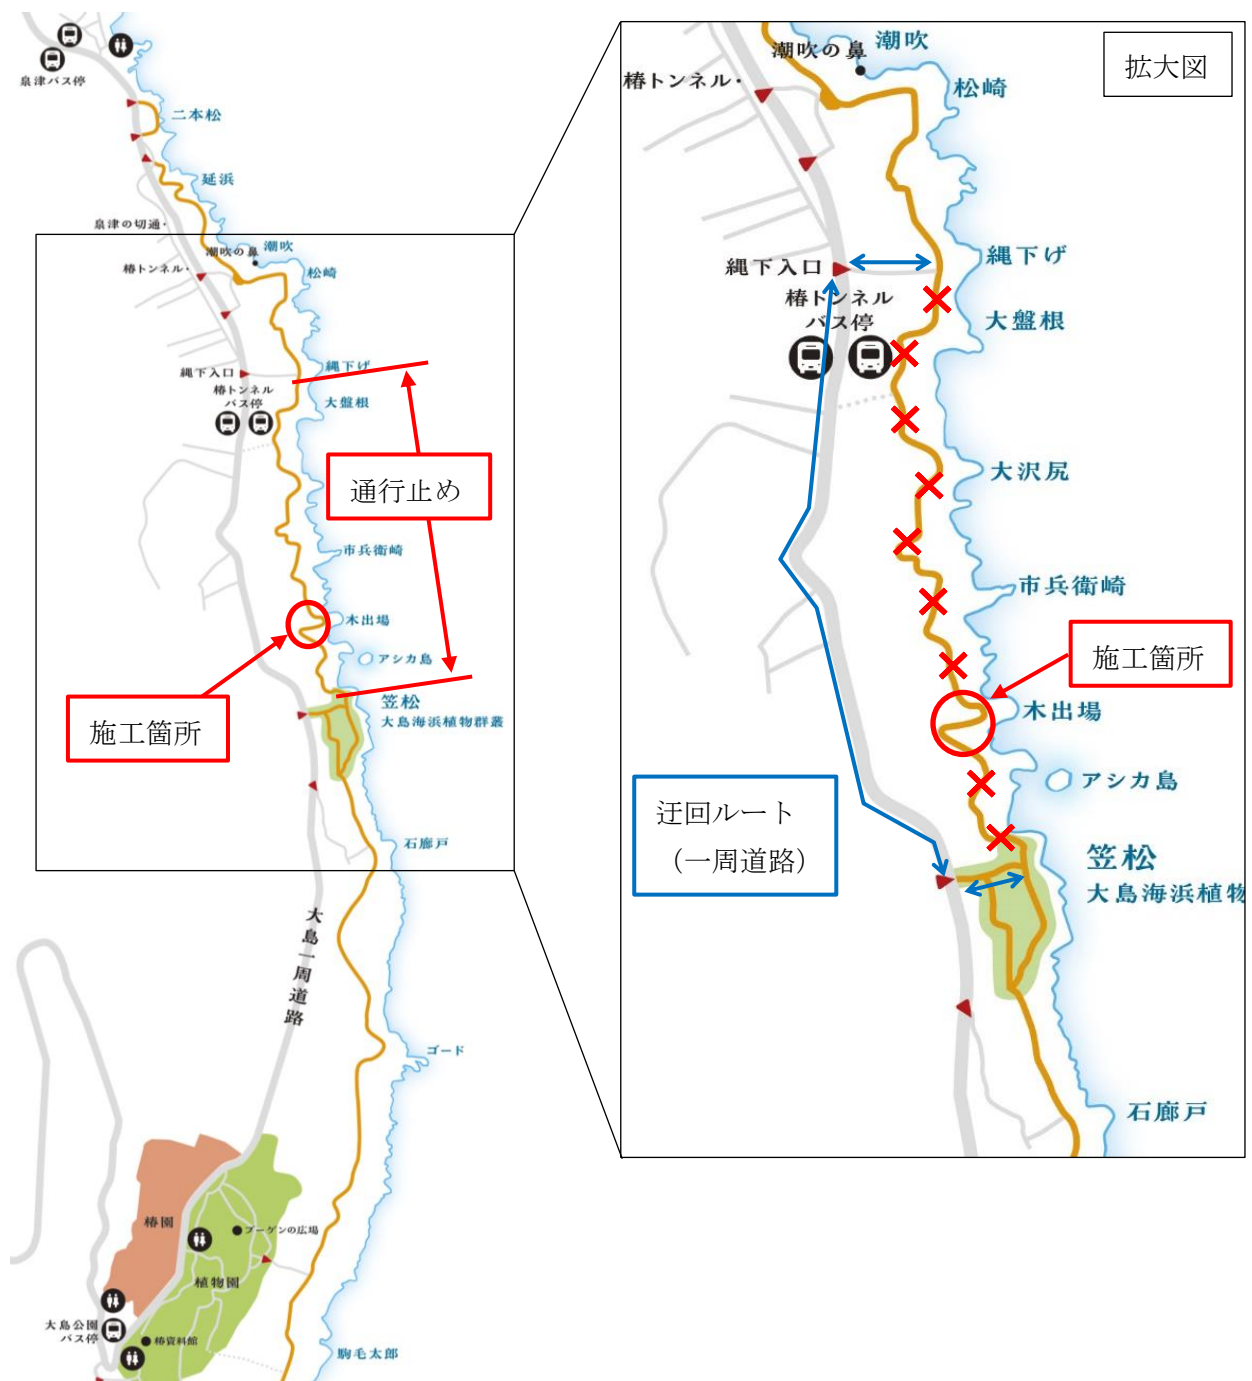 泉津バス停
二本松
延浜
泉津の切通・
潮吹の鼻
潮吹
椿トンネル・
松崎
縄下入口
椿トンネル
バス停
縄下げ
大盤根
通行止め
市兵衛崎
木出場
アシカ島
施工箇所
笠松
大島海浜植物群叢
石廊戸
大島一周道路
ゴード
椿園
ブーゲンの広場
植物園
大島公園
バス停
椿資料館
駒毛太郎
拡大図
潮吹の鼻
潮吹
椿トンネル・
松崎
縄下入口
縄下げ
椿トンネル
バス停
大盤根
大沢尻
市兵衛崎
施工箇所
木出場
アシカ島
迂回ルート
（一周道路）
笠松
大島海浜植物
石廊戸